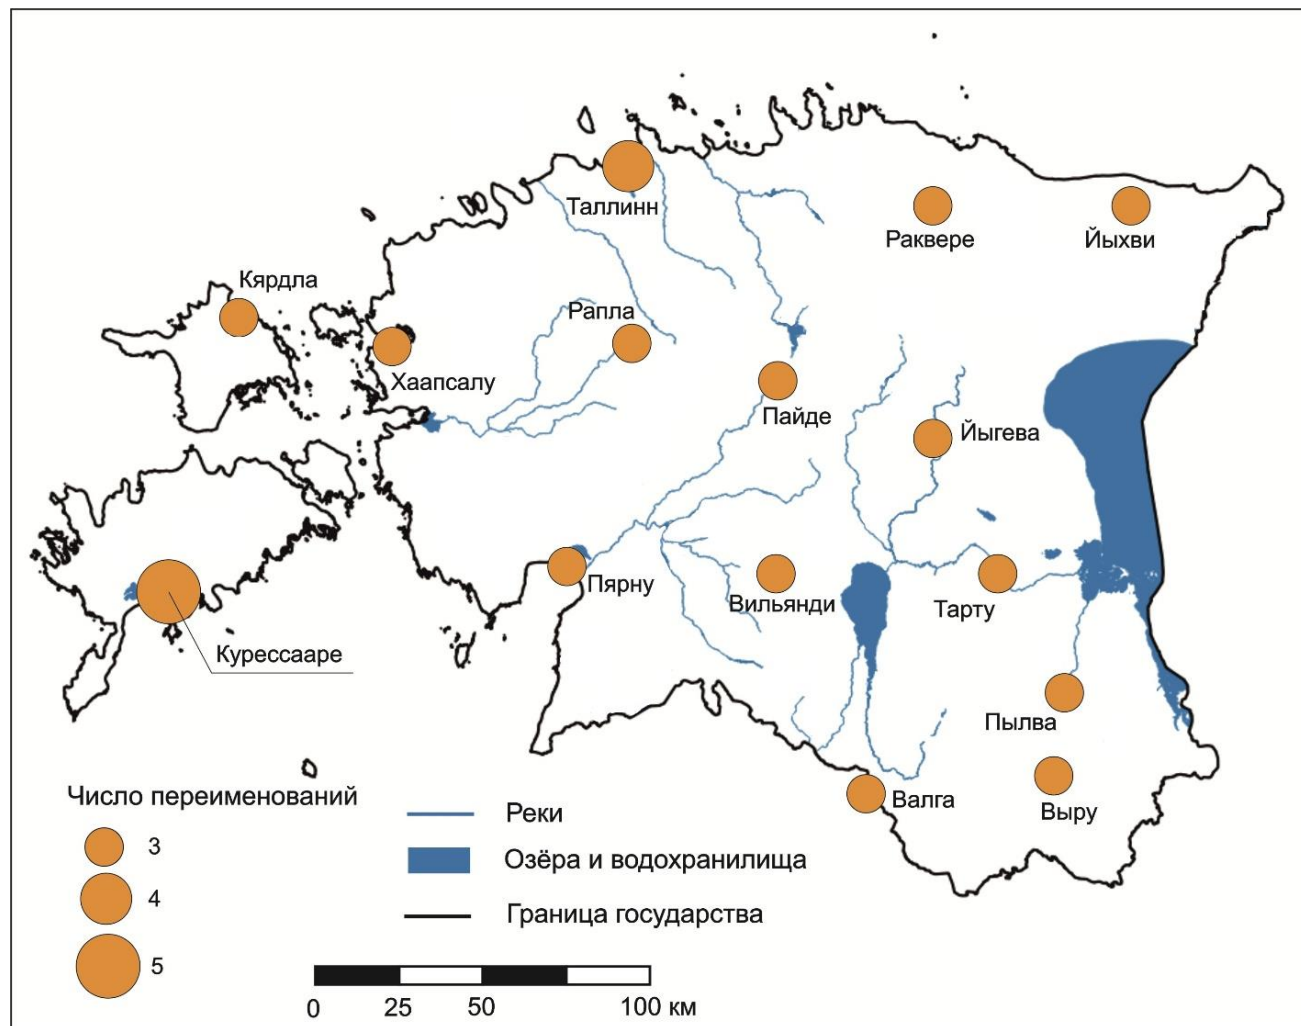 Таллинн
Раквере
Йыхви
Кярдла
Рапла
Хаапсалу
Пайде
Йыгева
Пярну
Вильянди
Тарту
Курессааре
Пылва
Валга
Выру
Число переименований
3
4
5
Реки
Озёра и водохранилища
Граница государства
0 25 50 100 км